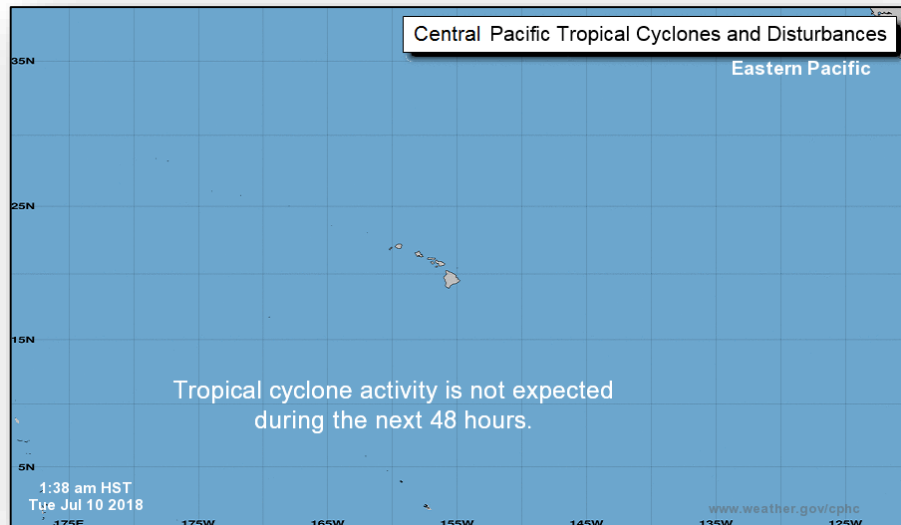 Central Pacific Tropical Cyclones and Disturbances
35N
Eastern Pacific
25N
15N
Tropical cyclone activity is not expected
during the next 48 hours.
5N
1:38 am HST
Tue Jul 10 2018
www.weather.gov/cphc
175E 175W 165W 155W 145W 135W 125W